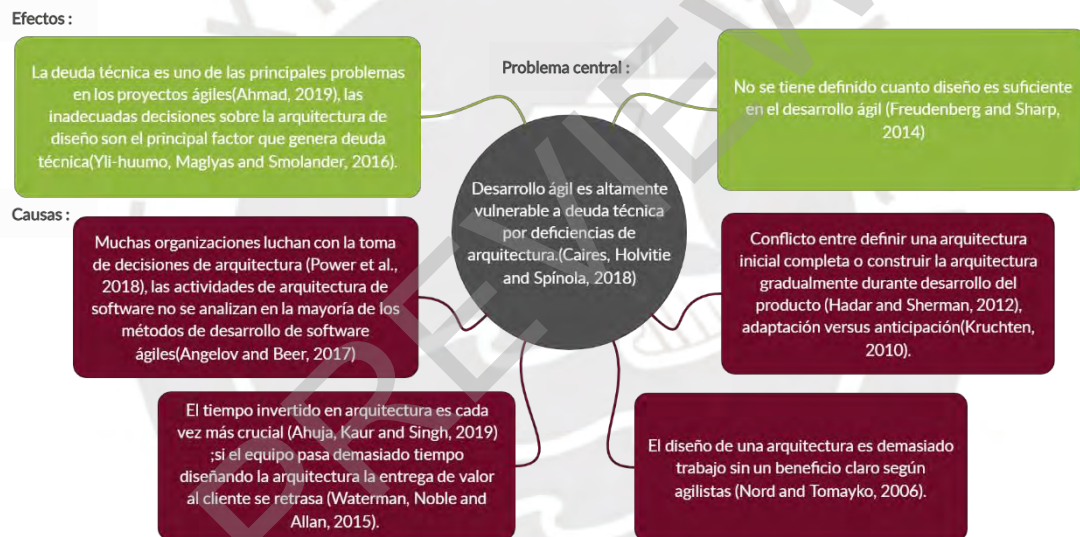 Efectos :
La deuda técnica es uno de las principales problemas
en los proyectos ágiles(Ahmad, 2019), las
inadecuadas decisiones sobre la arquitectura de
diseño son el principal factor que genera deuda
técnica(Yli-huumo, Maglyas and Smolander, 2016).
Problema central :
No se tiene definido cuanto diseño es suficiente
en el desarrollo ágil (Freudenberg and Sharp,
2014)
Desarrollo ágil es altamente
vulnerable a deuda técnica
por deficiencias de
arquitectura.(Caires, Holvitie
and Spínola, 2018)
Causas :
Muchas organizaciones luchan con la toma
de decisiones de arquitectura (Power et al.,
2018), las actividades de arquitectura de
software no se analizan en la mayoría de los
métodos de desarrollo de software
ágiles(Angelov and Beer, 2017)
Conflicto entre definir una arquitectura
inicial completa o construir la arquitectura
gradualmente durante desarrollo del
producto (Hadar and Sherman, 2012),
adaptación versus anticipación(Kruchten,
2010).
El tiempo invertido en arquitectura es cada
vez más crucial (Ahuja, Kaur and Singh, 2019)
;si el equipo pasa demasiado tiempo
diseñando la arquitectura la entrega de valor
al cliente se retrasa (Waterman, Noble and
Allan, 2015).
El diseño de una arquitectura es demasiado
trabajo sin un beneficio claro según
agilistas (Nord and Tomayko, 2006).
PREVIEW